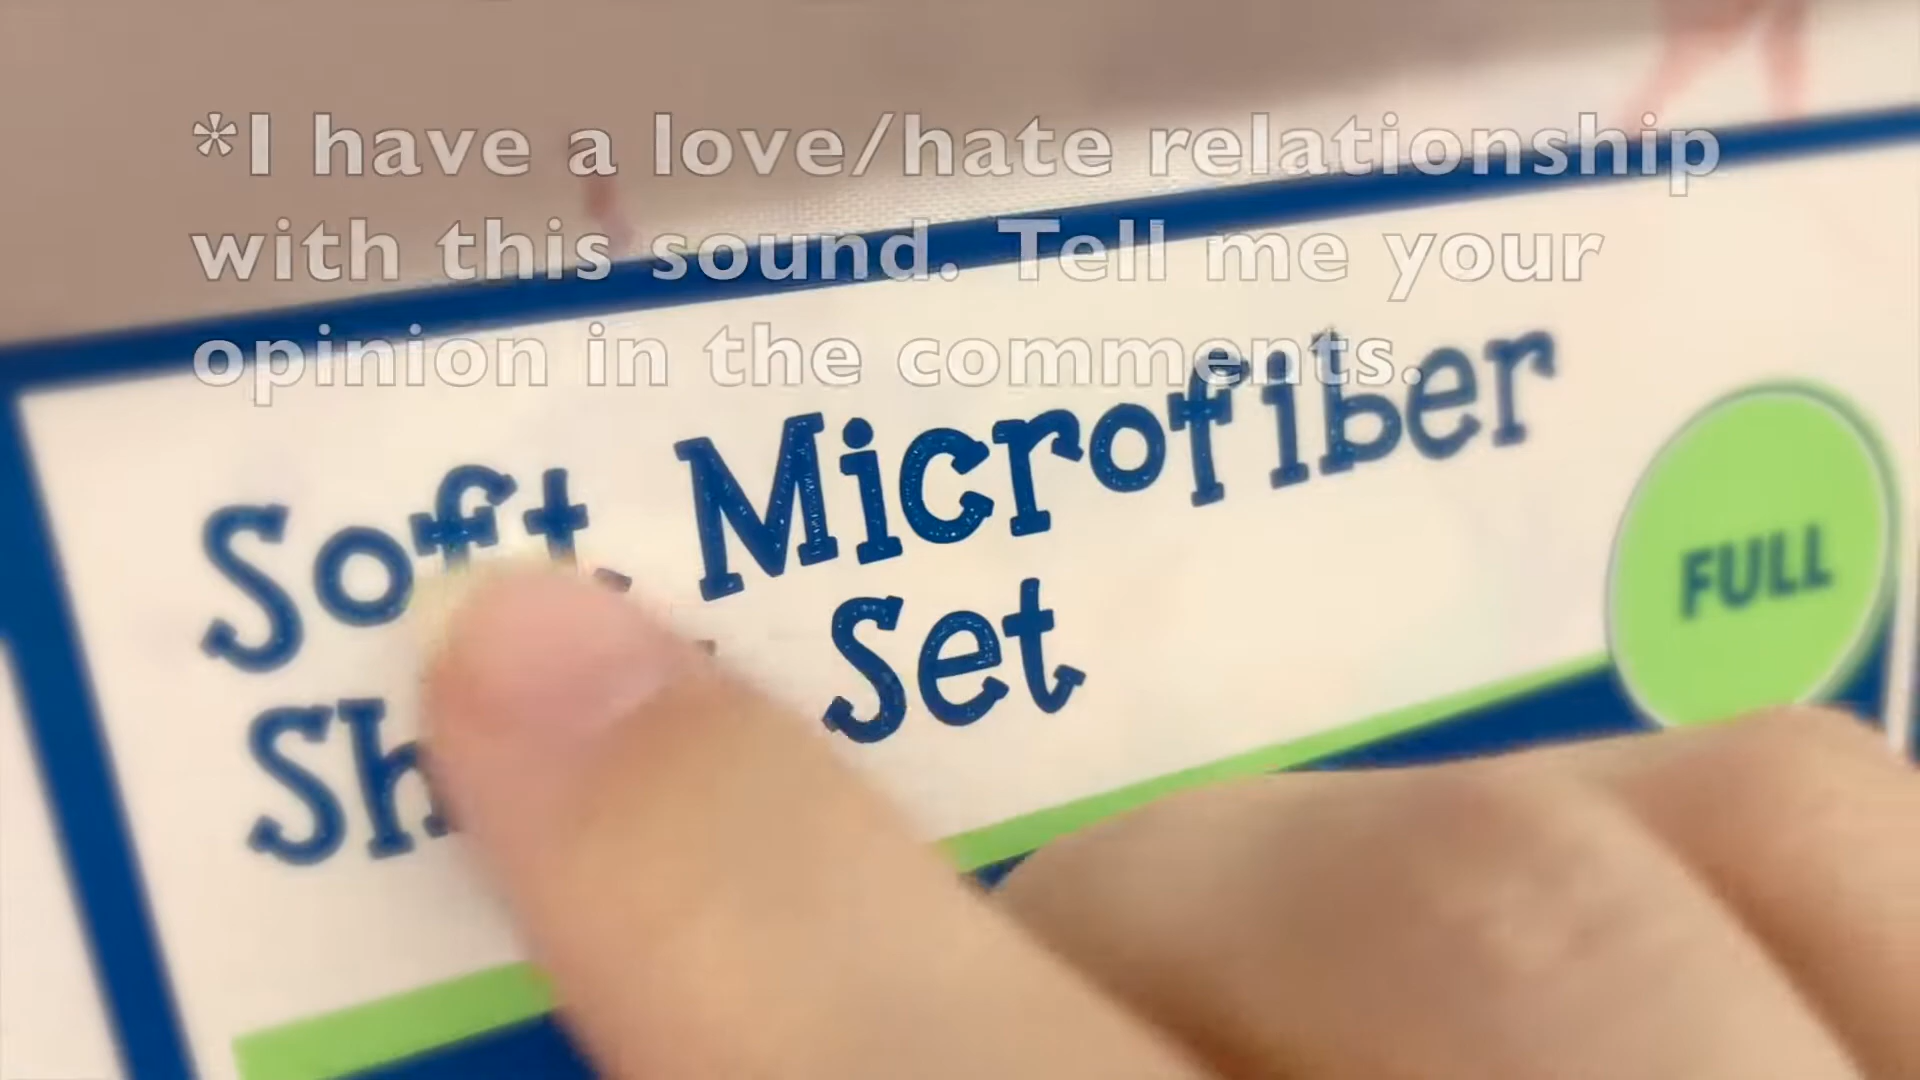 *I have a love/hate relationship
with this sound. Tell me your
opinion in the comments.
Soft Microfiber
Set
FULL